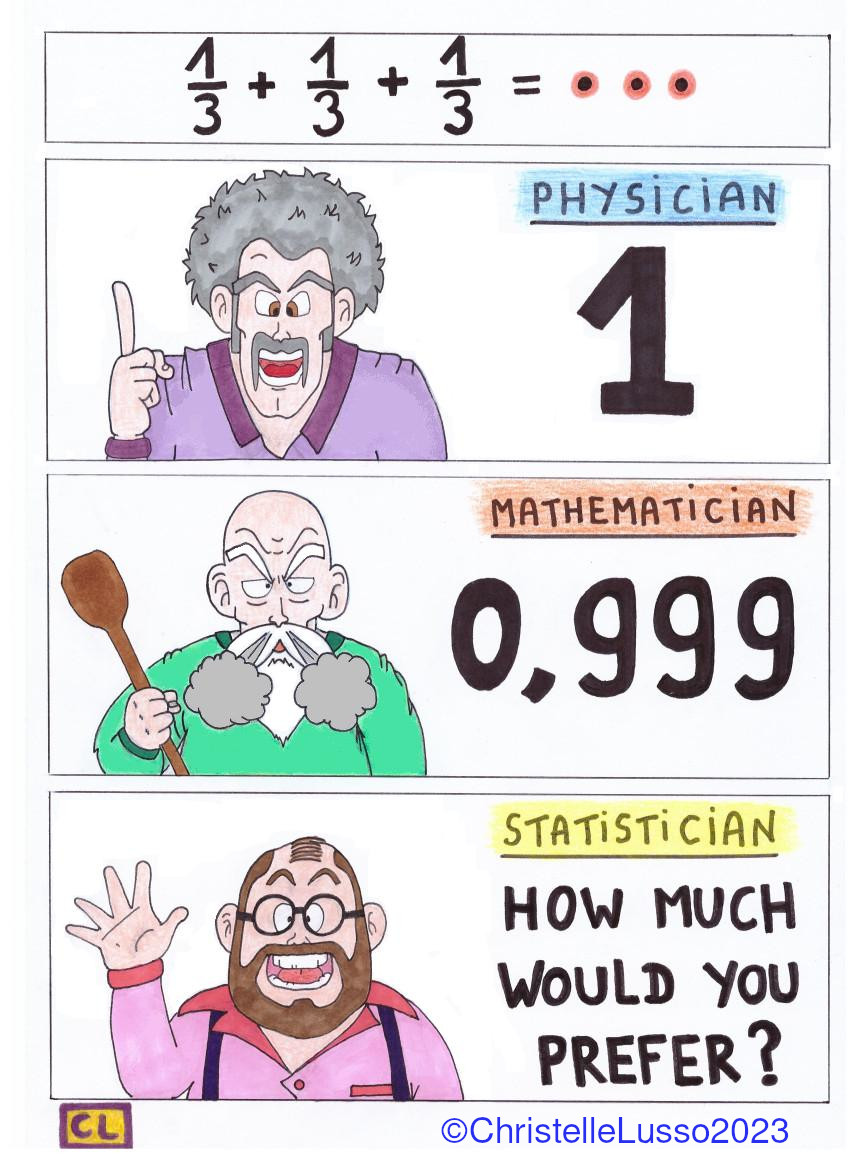 1/3 + 1/3 + 1/3 = ...
PHYSiCiAN
1
MATHEMATiCiAN
0,999
STATiSTiCiAN
HOW MUCH
WOULD YOU
PREFER?
CL
©ChristelleLusso2023